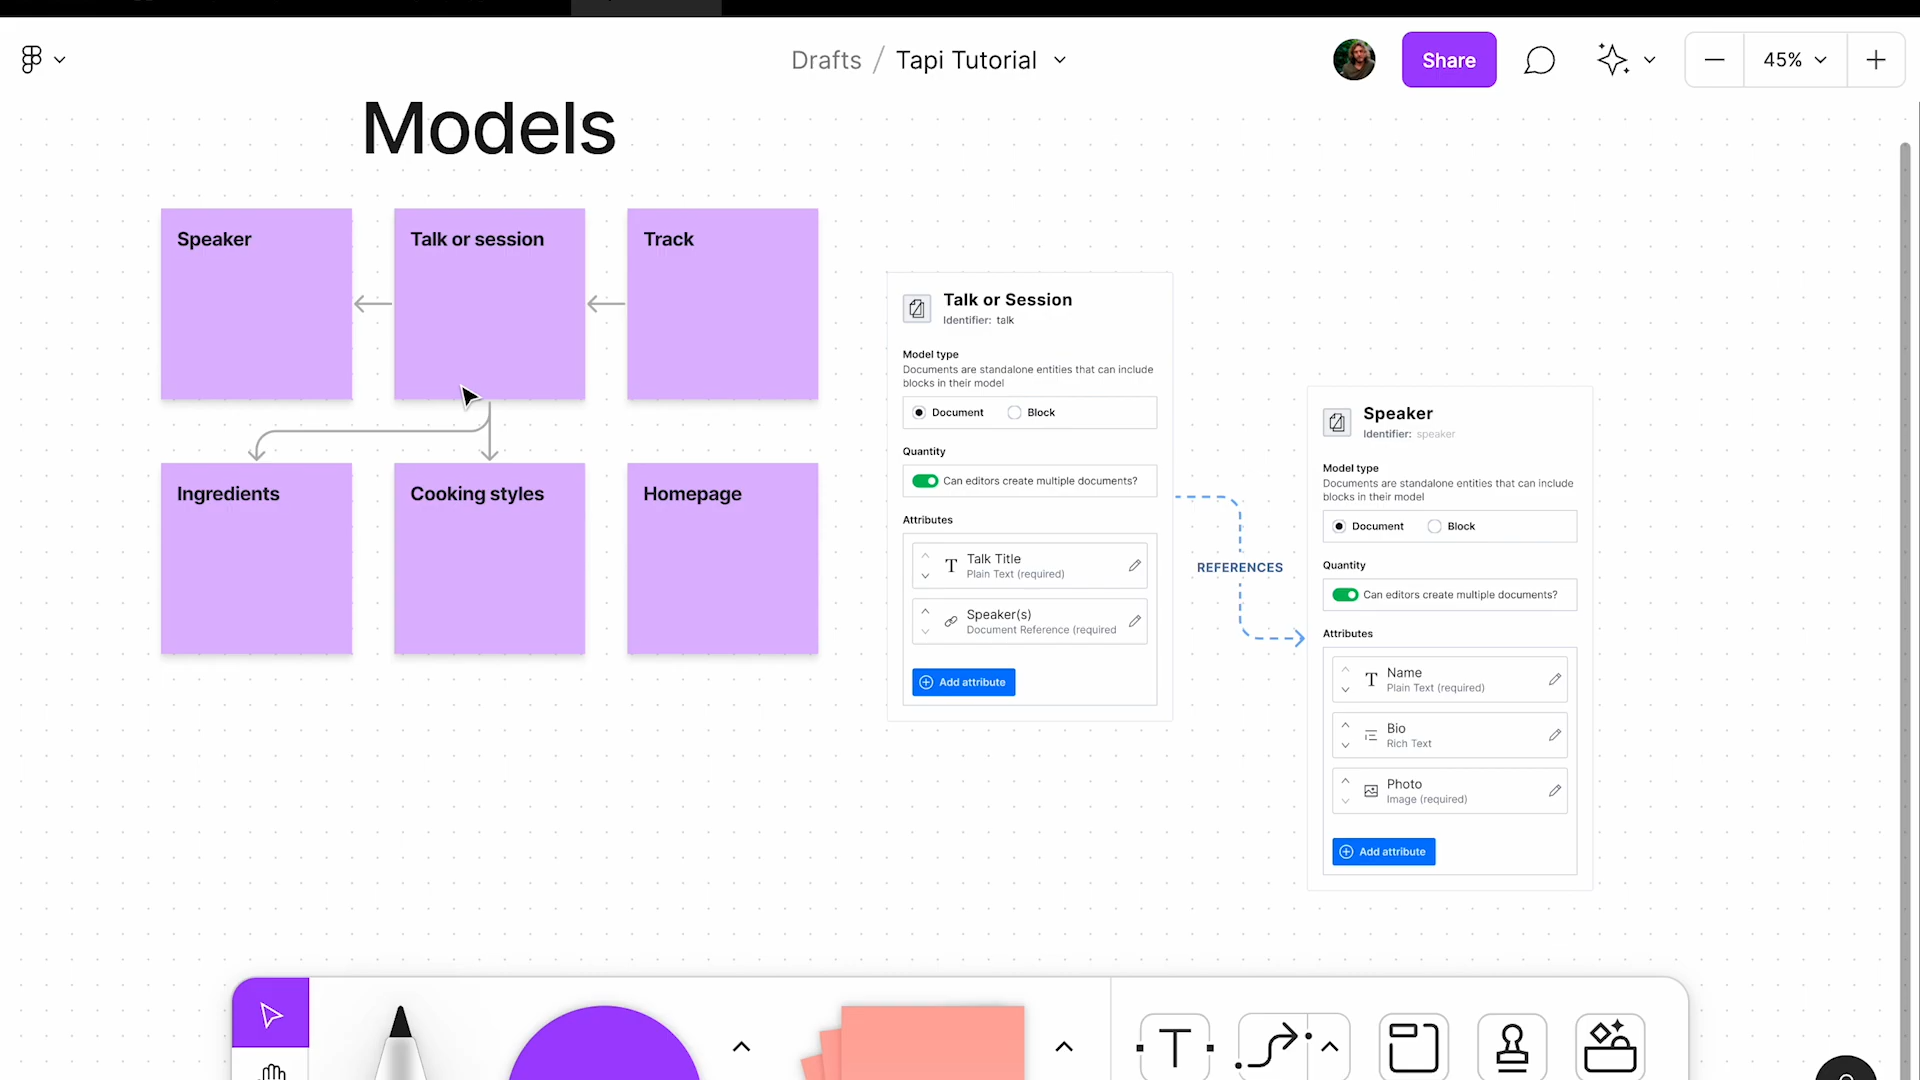 Drafts / Tapi Tutorial
Share
45%
Models
Speaker
Talk or session
Track
Ingredients
Cooking styles
Homepage
Talk or Session
Identifier: talk
Model type
Documents are standalone entities that can include
blocks in their model
Document
Block
Quantity
Can editors create multiple documents?
Attributes
Talk Title
Plain Text (required)
Speaker(s)
Document Reference (required
Add attribute
REFERENCES
Speaker
Identifier: speaker
Model type
Documents are standalone entities that can include
blocks in their model
Document
Block
Quantity
Can editors create multiple documents?
Attributes
Name
Plain Text (required)
Bio
Rich Text
Photo
Image (required)
Add attribute